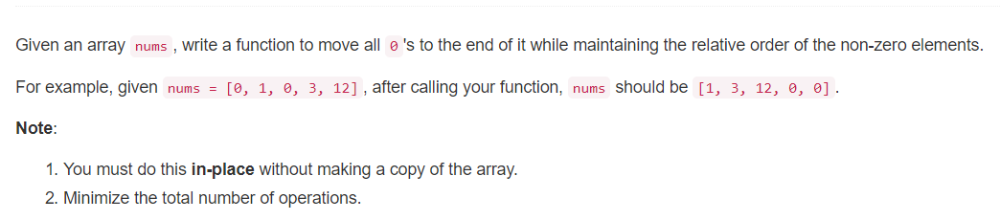 Given an array nums , write a function to move all 0 's to the end of it while maintaining the relative order of the non-zero elements.
For example, given nums = [0, 1, 0, 3, 12] , after calling your function, nums should be [1, 3, 12, 0, 0] .
Note:
1. You must do this in-place without making a copy of the array.
2. Minimize the total number of operations.